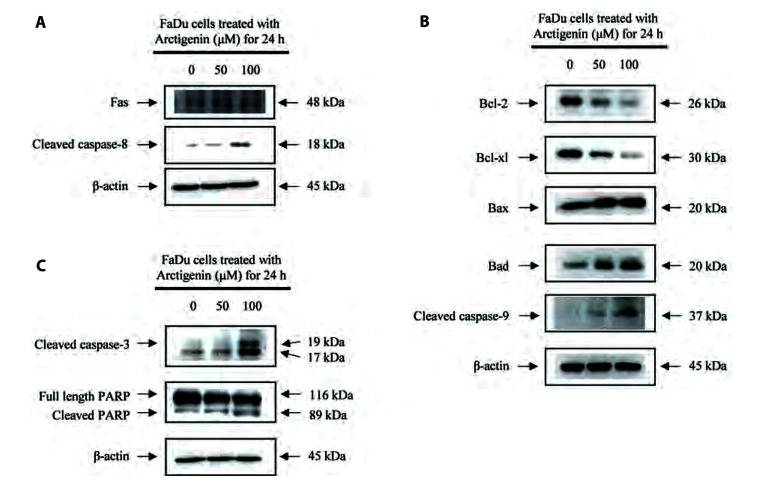 A
FaDu cells treated with
Arctigenin (μM) for 24 h
0 50 100
Fas 48 kDa
Cleaved caspase-8 18 kDa
β-actin 45 kDa
B
FaDu cells treated with
Arctigenin (μM) for 24 h
0 50 100
Bcl-2 26 kDa
Bcl-xl 30 kDa
Bax 20 kDa
Bad 20 kDa
Cleaved caspase-9 37 kDa
β-actin 45 kDa
C
FaDu cells treated with
Arctigenin (μM) for 24 h
0 50 100
Cleaved caspase-3 19 kDa
17 kDa
Full length PARP 116 kDa
Cleaved PARP 89 kDa
β-actin 45 kDa